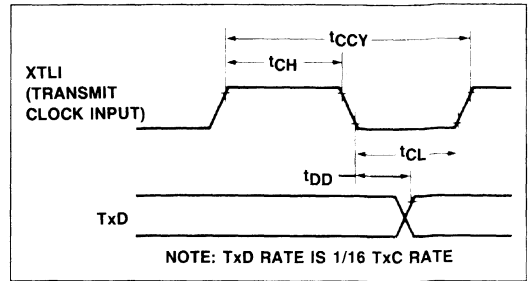 tCCY
tCH
XTLI
(TRANSMIT
CLOCK INPUT)
tCL
tDD
TxD
NOTE: TxD RATE IS 1/16 TxC RATE